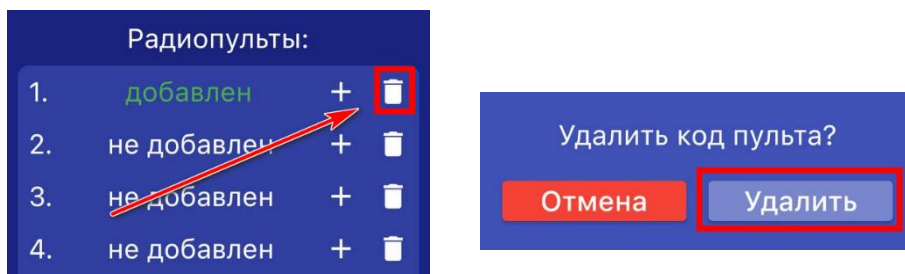 Радиопульты:
1. добавлен +
2. не добавлен +
3. не добавлен +
4. не добавлен +
Удалить код пульта?
Отмена Удалить